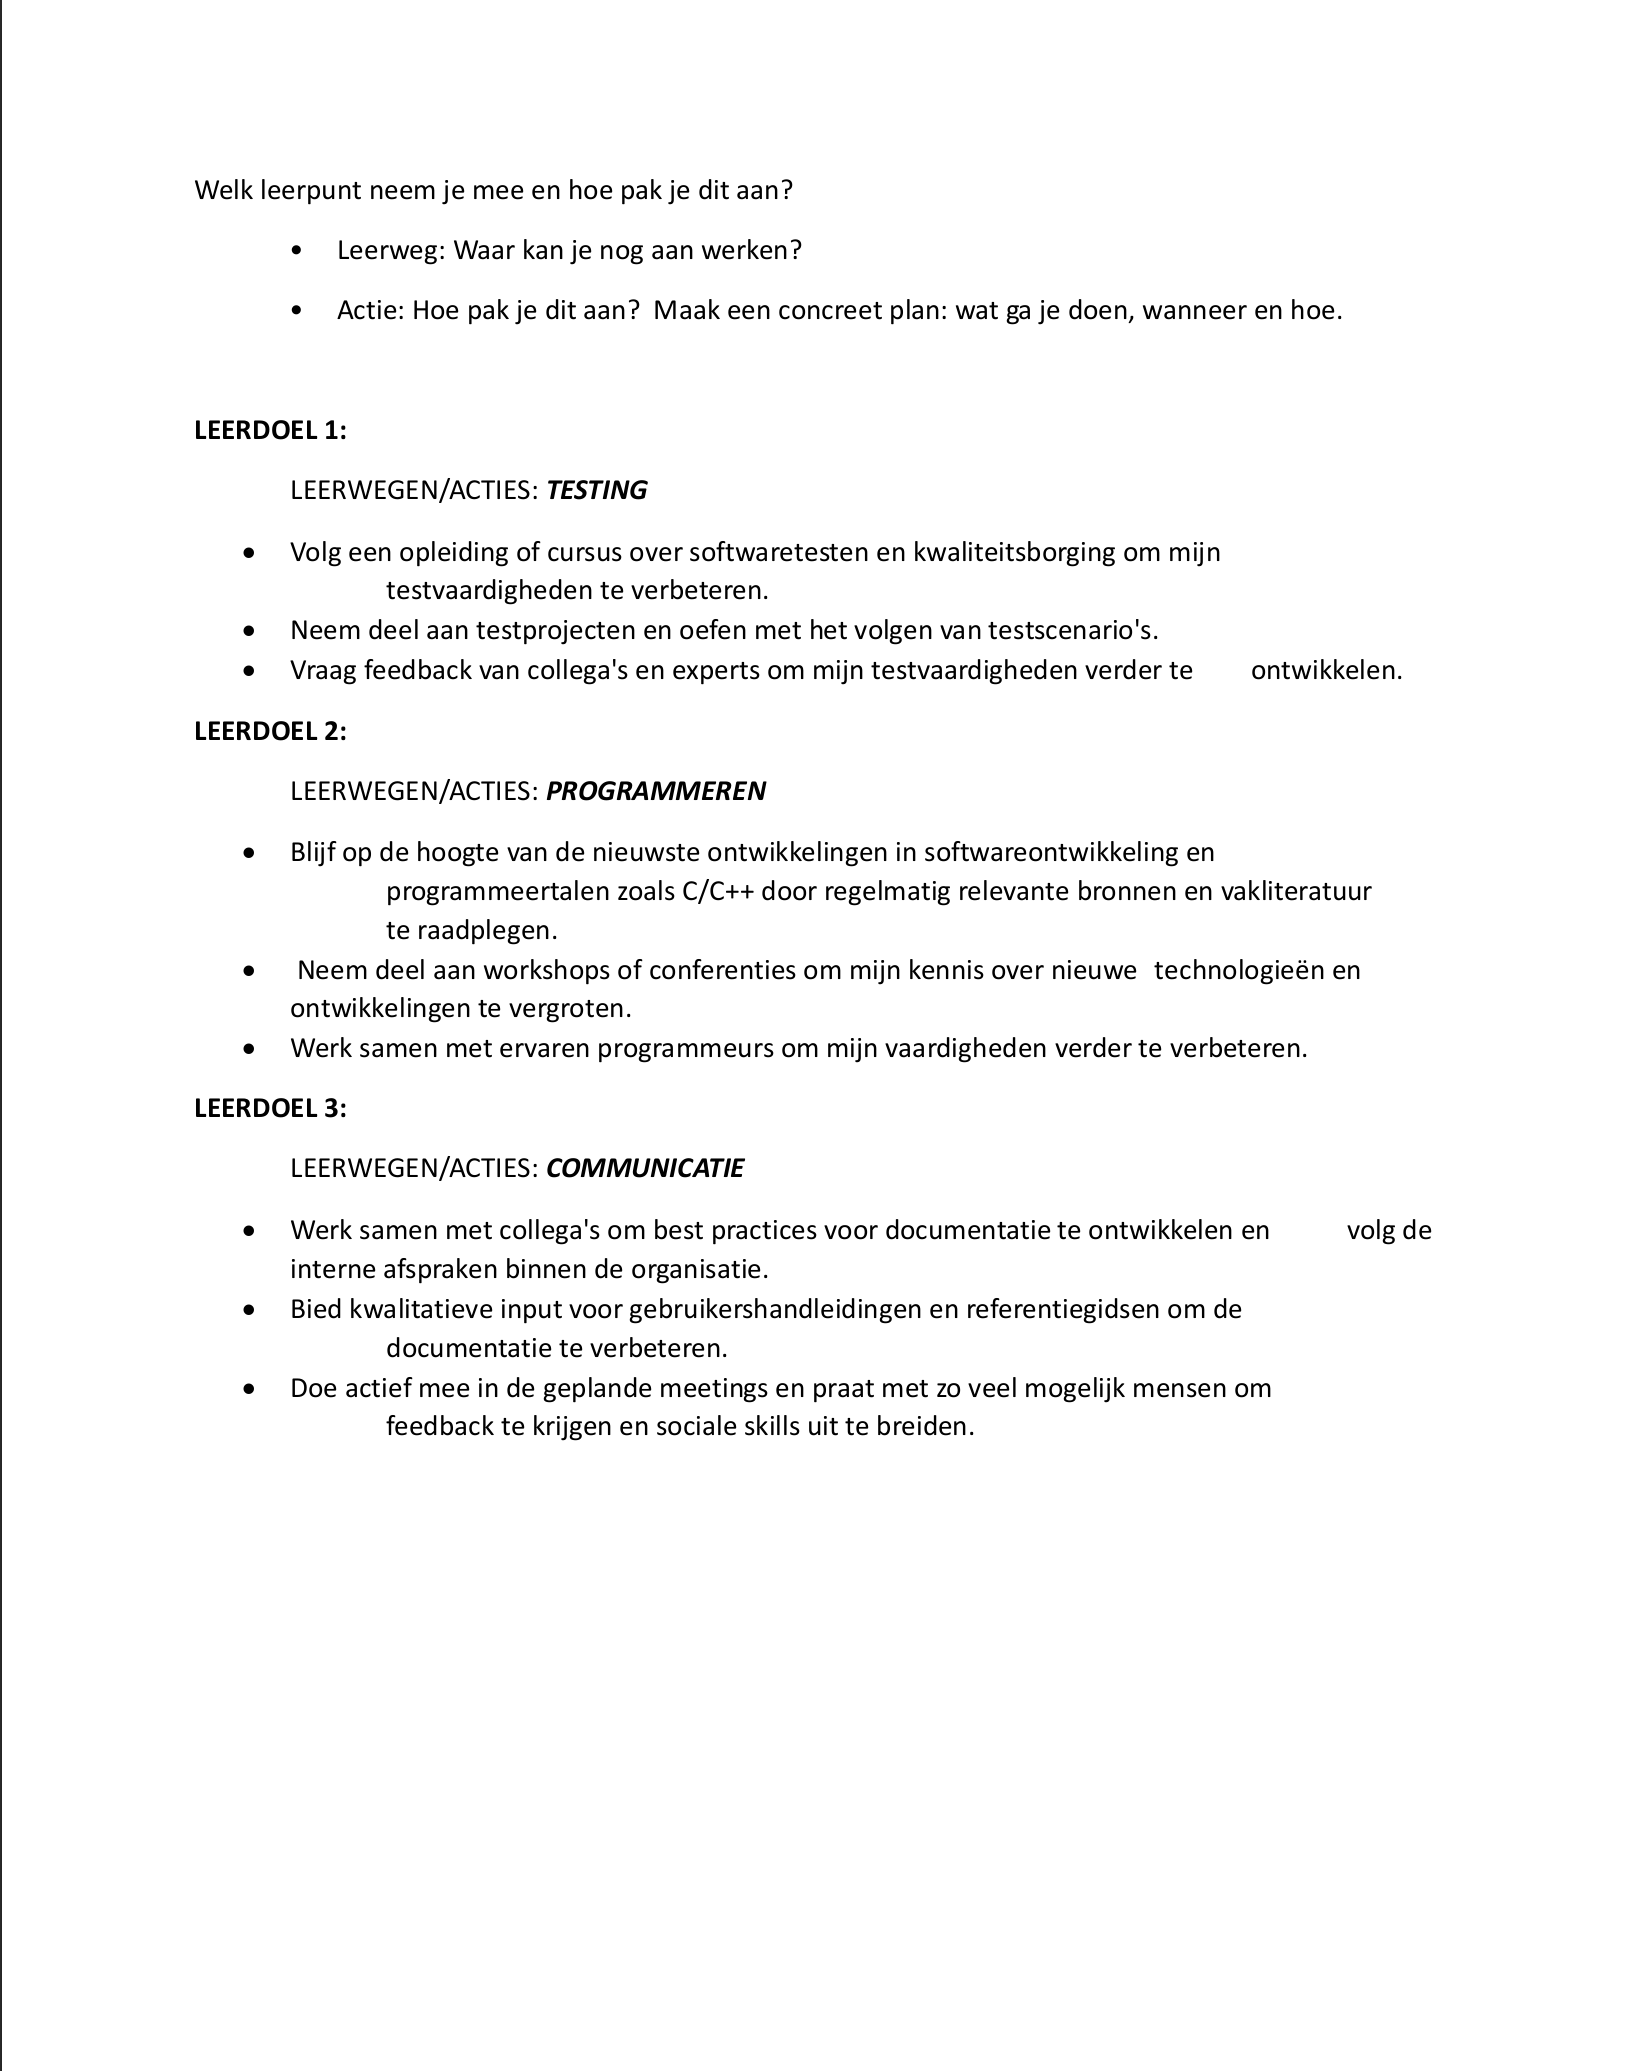 Welk leerpunt neem je mee en hoe pak je dit aan?
• Leerweg: Waar kan je nog aan werken?
• Actie: Hoe pak je dit aan?  Maak een concreet plan: wat ga je doen, wanneer en hoe.
LEERDOEL 1:
LEERWEGEN/ACTIES: TESTING
• Volg een opleiding of cursus over softwaretesten en kwaliteitsborging om mijn
testvaardigheden te verbeteren.
• Neem deel aan testprojecten en oefen met het volgen van testscenario's.
• Vraag feedback van collega's en experts om mijn testvaardigheden verder te ontwikkelen.
LEERDOEL 2:
LEERWEGEN/ACTIES: PROGRAMMEREN
• Blijf op de hoogte van de nieuwste ontwikkelingen in softwareontwikkeling en
programmeertalen zoals C/C++ door regelmatig relevante bronnen en vakliteratuur
te raadplegen.
• Neem deel aan workshops of conferenties om mijn kennis over nieuwe technologieën en
ontwikkelingen te vergroten.
• Werk samen met ervaren programmeurs om mijn vaardigheden verder te verbeteren.
LEERDOEL 3:
LEERWEGEN/ACTIES: COMMUNICATIE
• Werk samen met collega's om best practices voor documentatie te ontwikkelen en volg de
interne afspraken binnen de organisatie.
• Bied kwalitatieve input voor gebruikershandleidingen en referentiegidsen om de
documentatie te verbeteren.
• Doe actief mee in de geplande meetings en praat met zo veel mogelijk mensen om
feedback te krijgen en sociale skills uit te breiden.